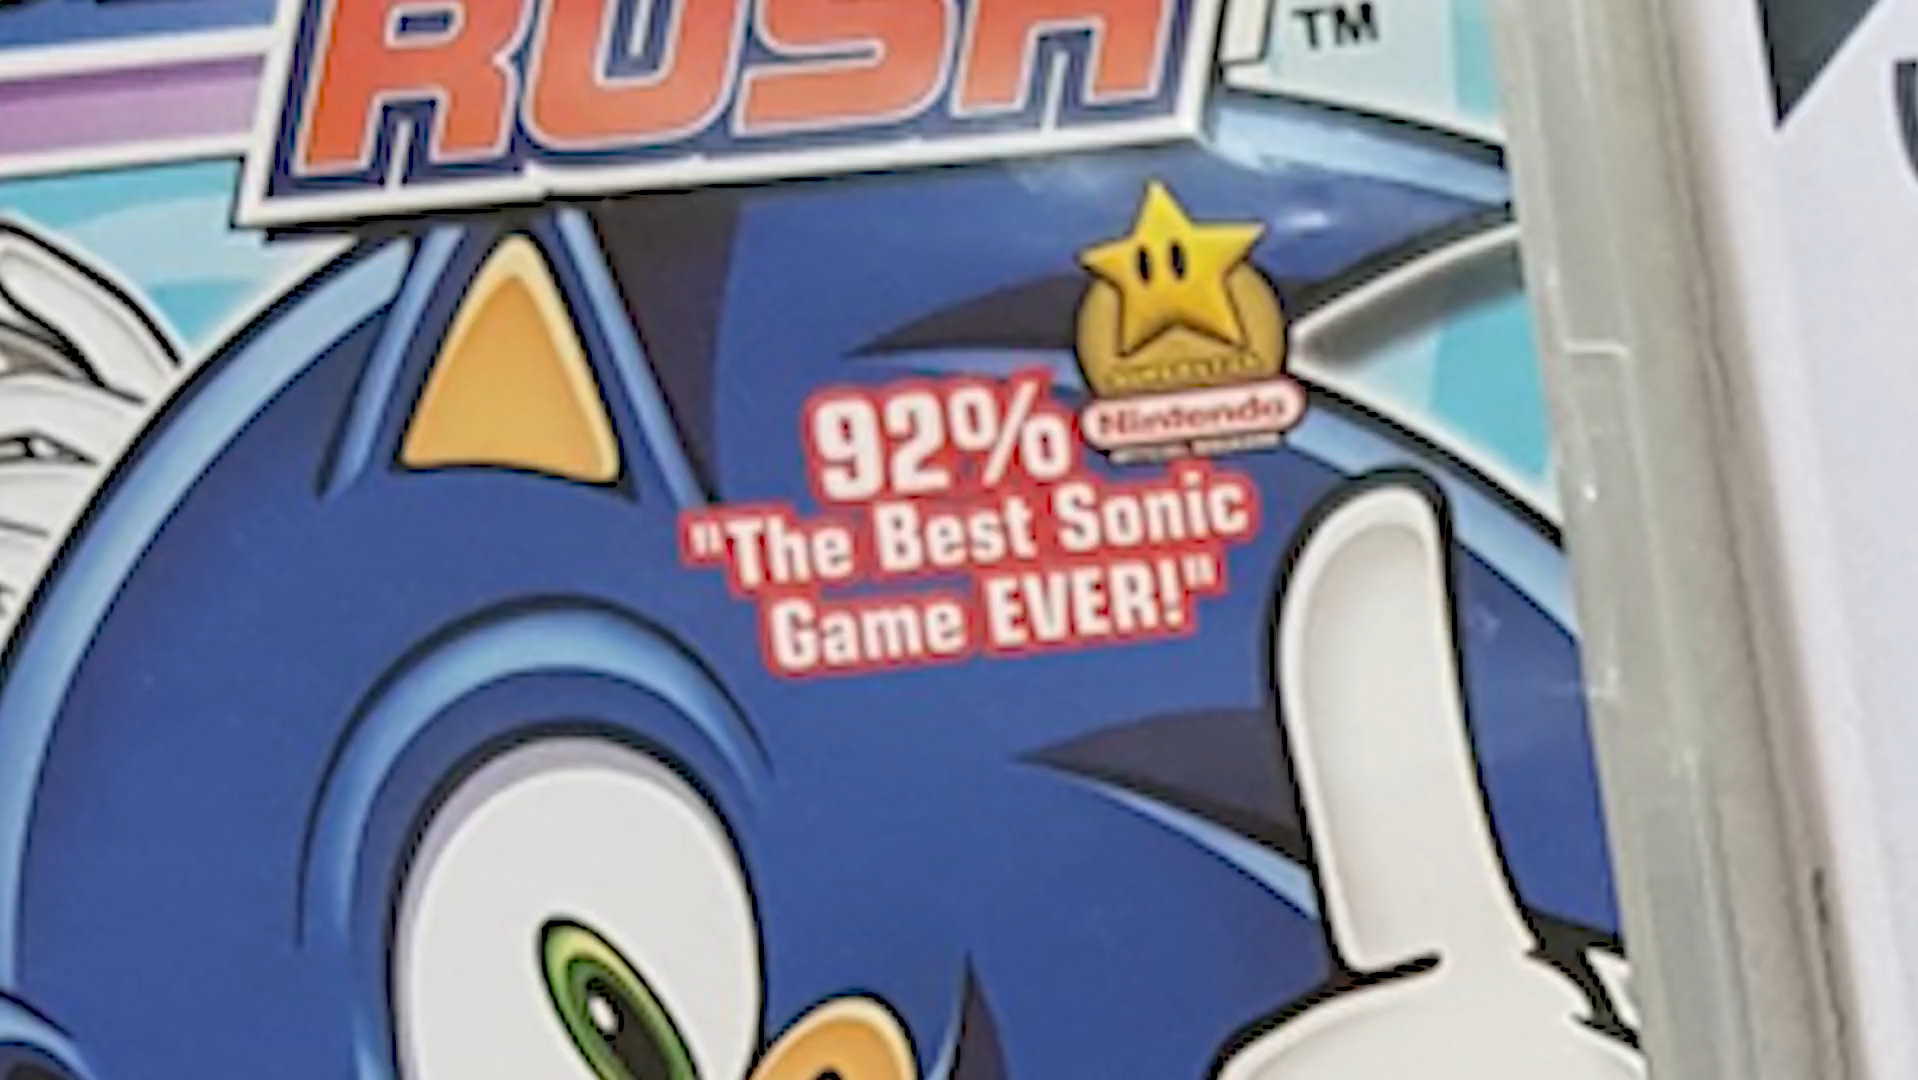 RUSH
TM
92%
Nintendo
"The Best Sonic
Game EVER!"